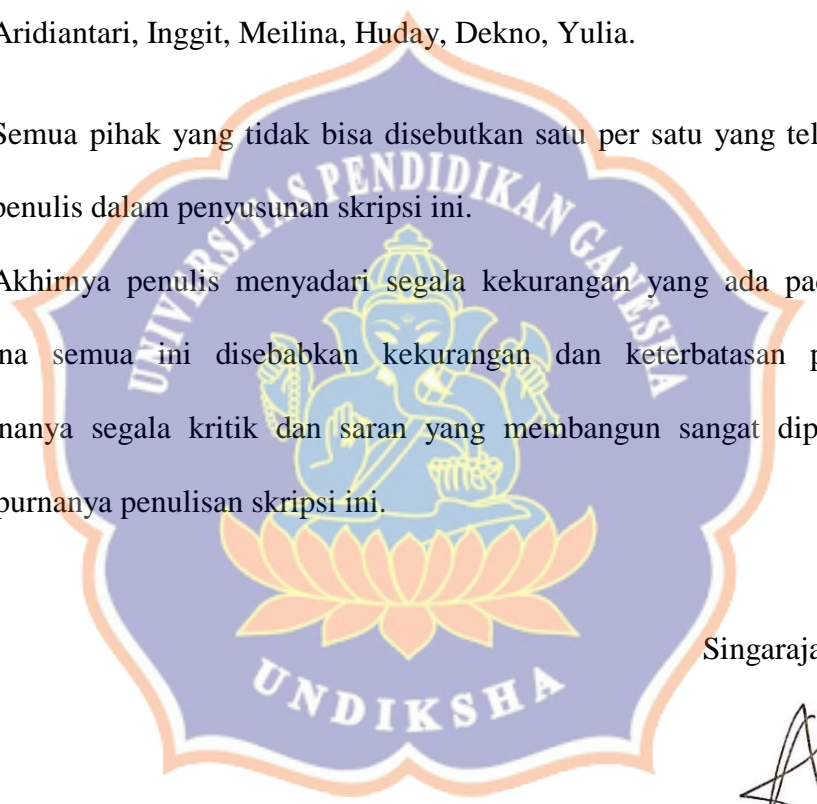 Aridiantari, Inggit, Meilina, Huday, Dekno, Yulia.
Semua pihak yang tidak bisa disebutkan satu per satu yang tel
penulis dalam penyusunan skripsi ini.
Akhirnya penulis menyadari segala kekurangan yang ada pa
na semua ini disebabkan kekurangan dan keterbatasan p
nanya segala kritik dan saran yang membangun sangat dip
purnanya penulisan skripsi ini.
Singaraja
UNIVERSITAS PENDIDIKAN GANESHA
UNDIKSHA